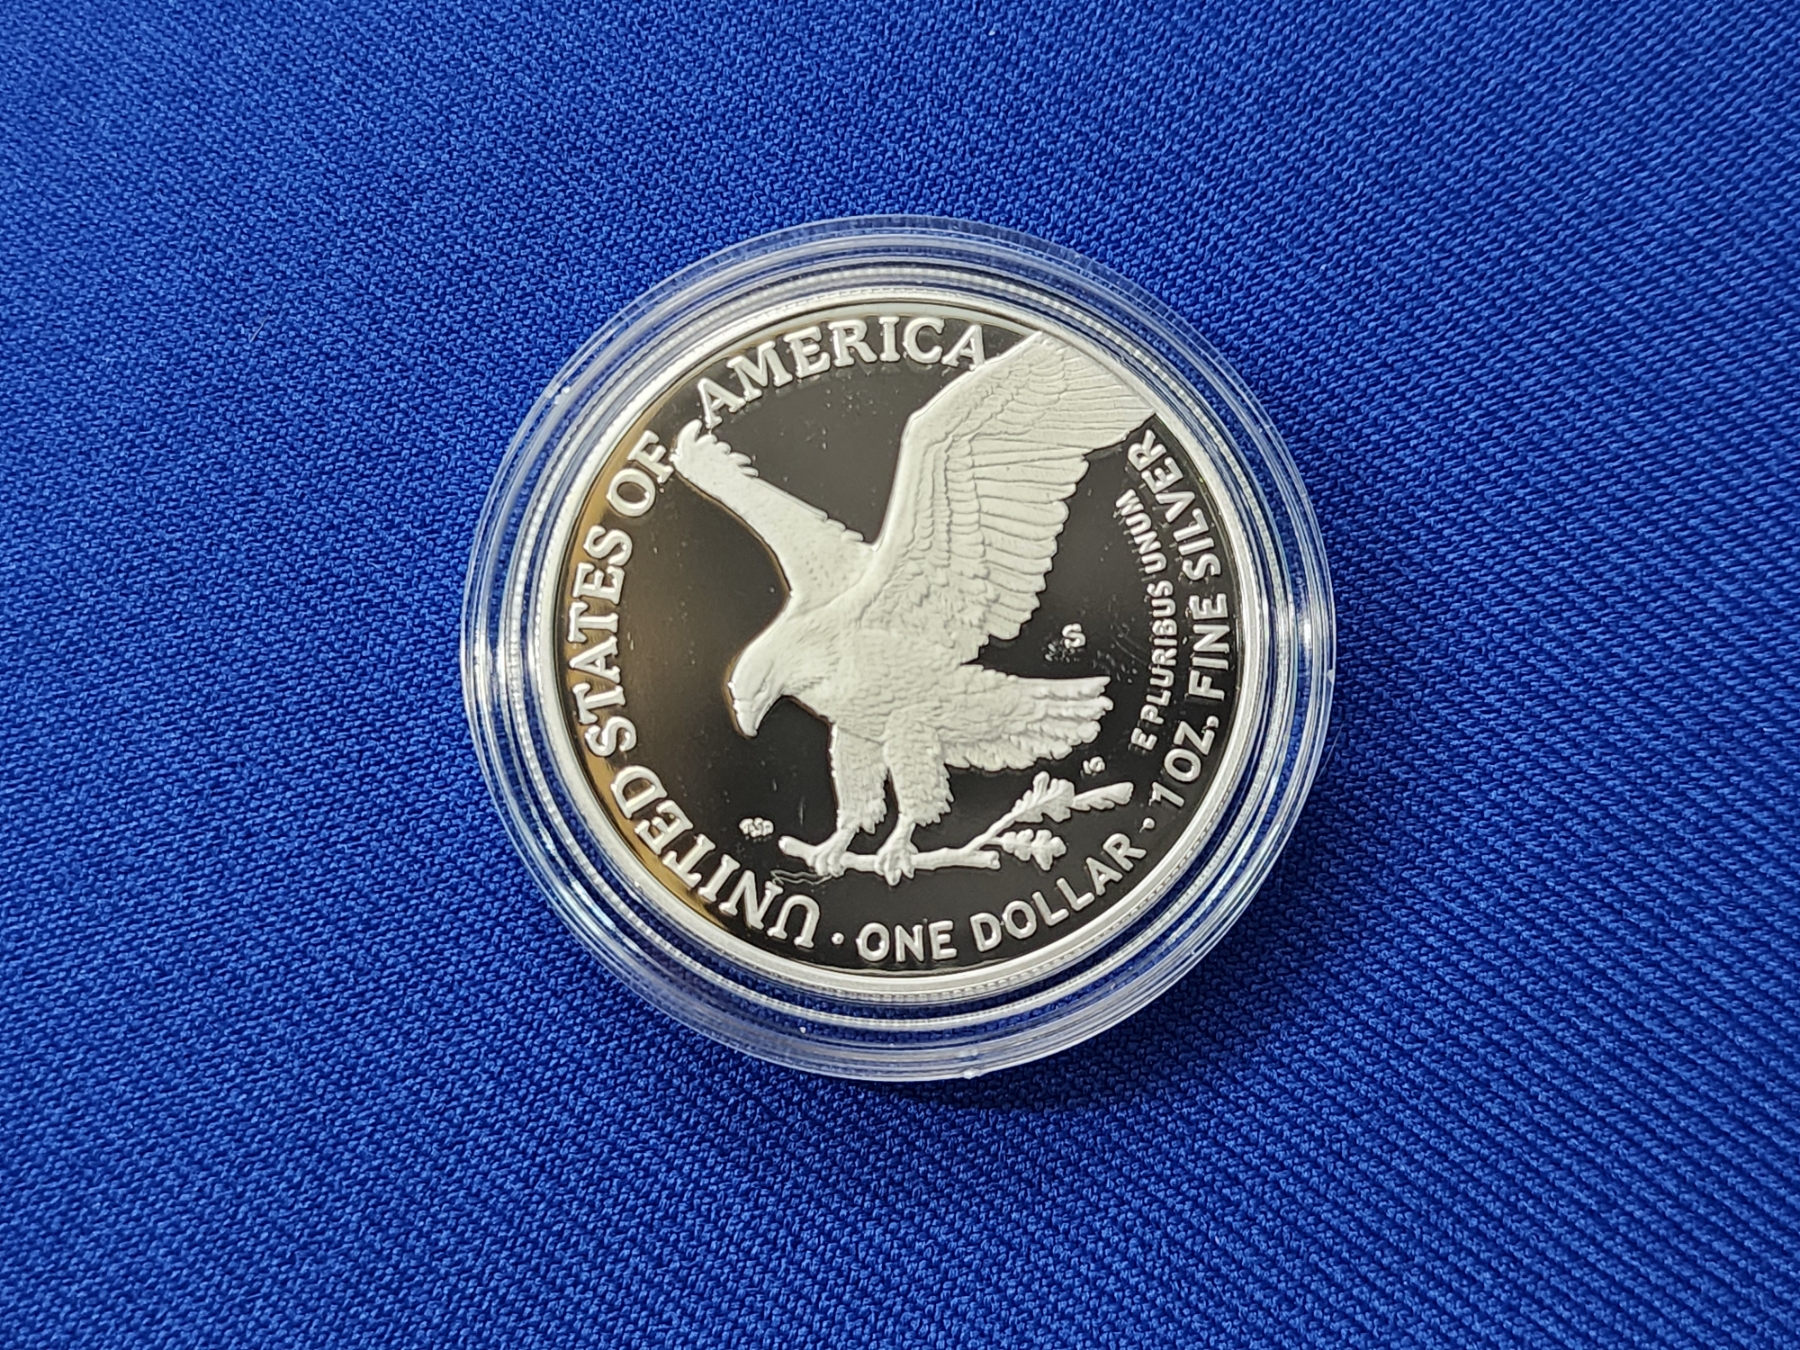 UNITED STATES OF AMERICA
E PLURIBUS UNUM
· ONE DOLLAR · 1 OZ. FINE SILVER
S